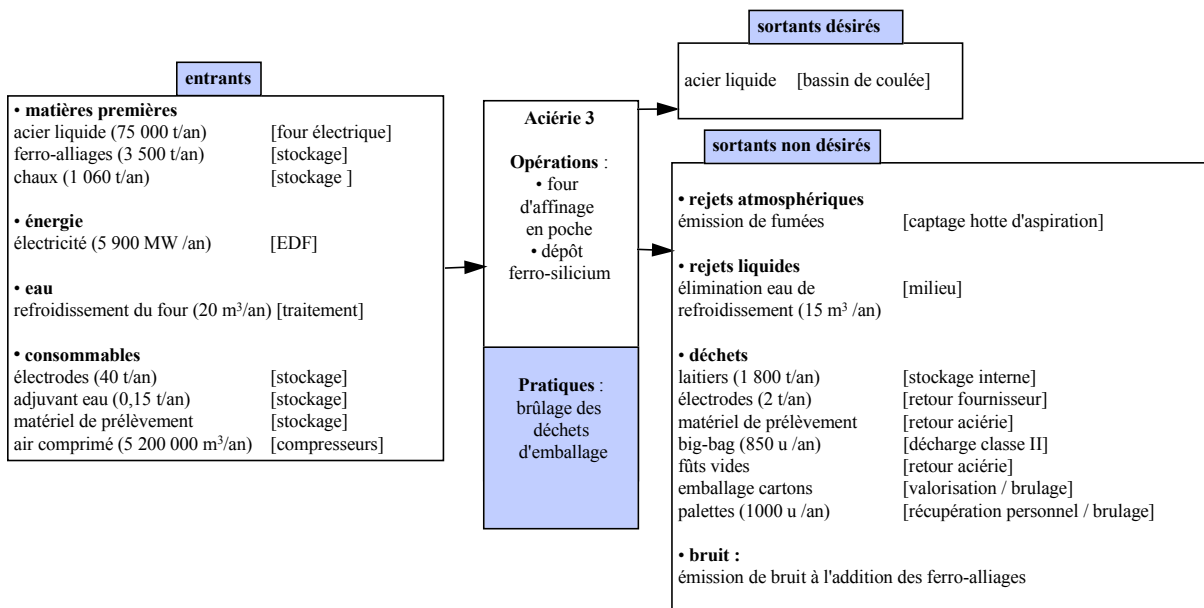 entrants
• matières premières
acier liquide (75 000 t/an) [four électrique]
ferro-alliages (3 500 t/an) [stockage]
chaux (1 060 t/an) [stockage ]
• énergie
électricité (5 900 MW /an) [EDF]
• eau
refroidissement du four (20 m³/an) [traitement]
• consommables
électrodes (40 t/an) [stockage]
adjuvant eau (0,15 t/an) [stockage]
matériel de prélèvement [stockage]
air comprimé (5 200 000 m³/an) [compresseurs]
Aciérie 3
Opérations :
• four
d'affinage
en poche
• dépôt
ferro-silicium
Pratiques :
brûlage des
déchets
d'emballage
sortants désirés
acier liquide [bassin de coulée]
sortants non désirés
• rejets atmosphériques
émission de fumées [captage hotte d'aspiration]
• rejets liquides
élimination eau de [milieu]
refroidissement (15 m³ /an)
• déchets
laitiers (1 800 t/an) [stockage interne]
électrodes (2 t/an) [retour fournisseur]
matériel de prélèvement [retour aciérie]
big-bag (850 u /an) [décharge classe II]
fûts vides [retour aciérie]
emballage cartons [valorisation / brulage]
palettes (1000 u /an) [récupération personnel / brulage]
• bruit :
émission de bruit à l'addition des ferro-alliages